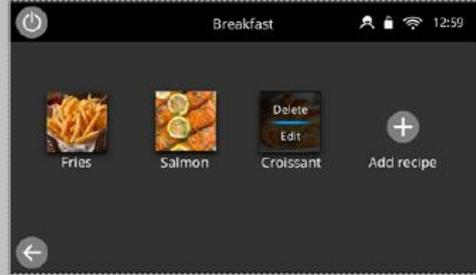 Breakfast
12:59
Delete
Edit
Fries
Salmon
Croissant
Add recipe